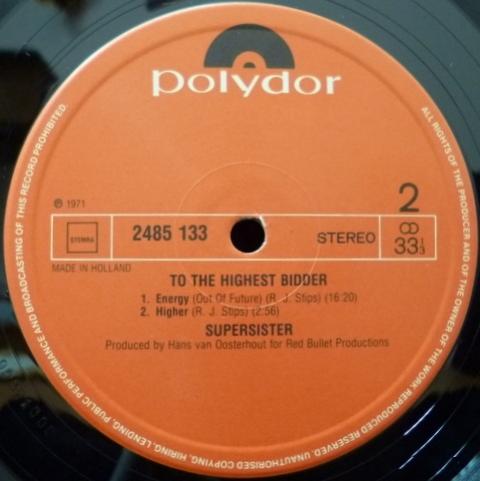 polydor
℗ 1971
2
STEMRA
2485 133
STEREO
33 1/3
MADE IN HOLLAND
TO THE HIGHEST BIDDER
1. Energy (Out Of Future) (R. J. Stips) (16:20)
2. Higher (R. J. Stips) (2:56)
SUPERSISTER
Produced by Hans van Oosterhout for Red Bullet Productions
ALL RIGHTS OF THE PRODUCER AND OF THE OWNER OF THE WORK REPRODUCED RESERVED. UNAUTHORISED COPYING, HIRING, LENDING, PUBLIC PERFORMANCE AND BROADCASTING OF THIS RECORD PROHIBITED.